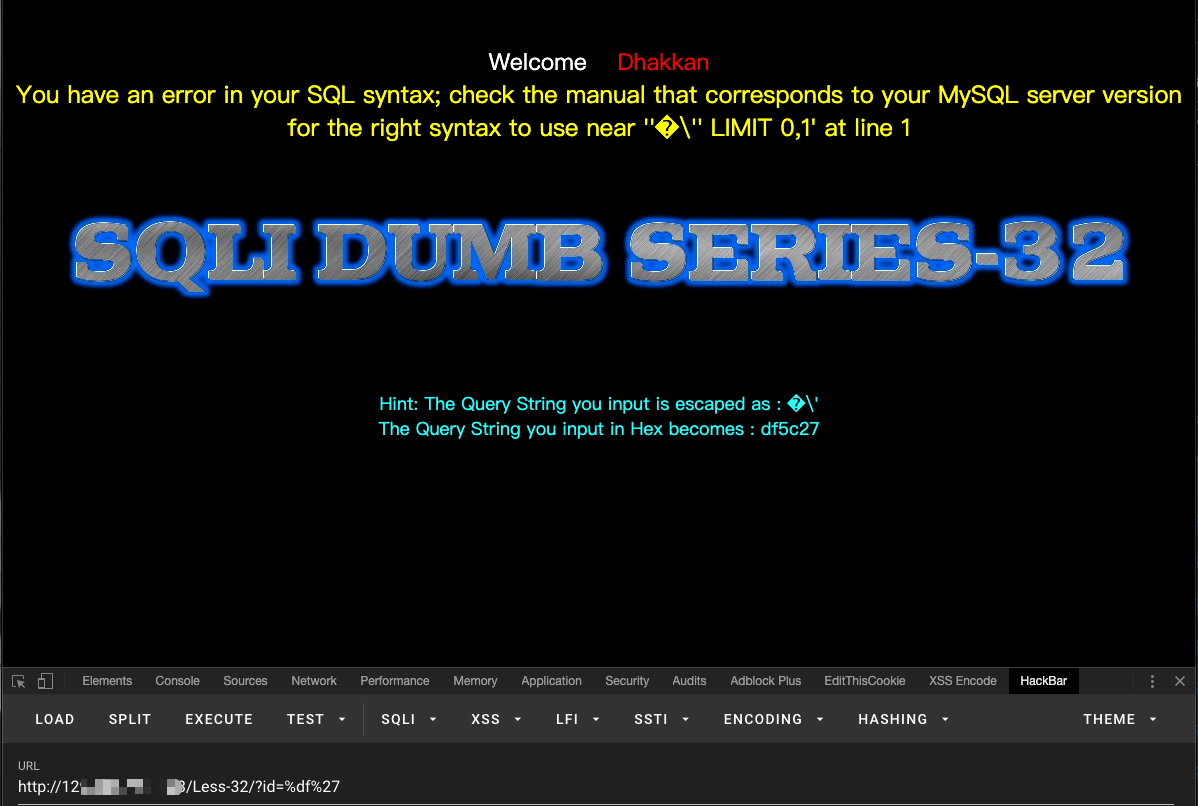 Welcome Dhakkan
You have an error in your SQL syntax; check the manual that corresponds to your MySQL server version
for the right syntax to use near ''�\'' LIMIT 0,1' at line 1
SQLI DUMB SERIES-32
Hint: The Query String you input is escaped as : �\'
The Query String you input in Hex becomes : df5c27
Elements Console Sources Network Performance Memory Application Security Audits Adblock Plus EditThisCookie XSS Encode HackBar
LOAD SPLIT EXECUTE TEST SQLI XSS LFI SSTI ENCODING HASHING THEME
URL
http://12 3/Less-32/?id=%df%27